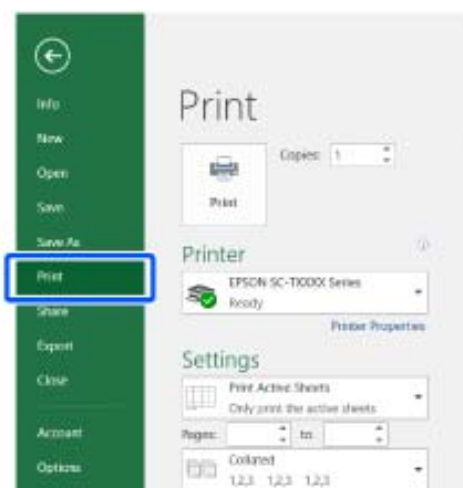 Info
New
Open
Save
Save As
Print
Share
Export
Close
Account
Options
Print
Copies: 1
Print
Printer
EPSON SC-TXXXX Series
Ready
Printer Properties
Settings
Print Active Sheets
Only print the active sheets
Pages: to
Collated
1,2,3 1,2,3 1,2,3